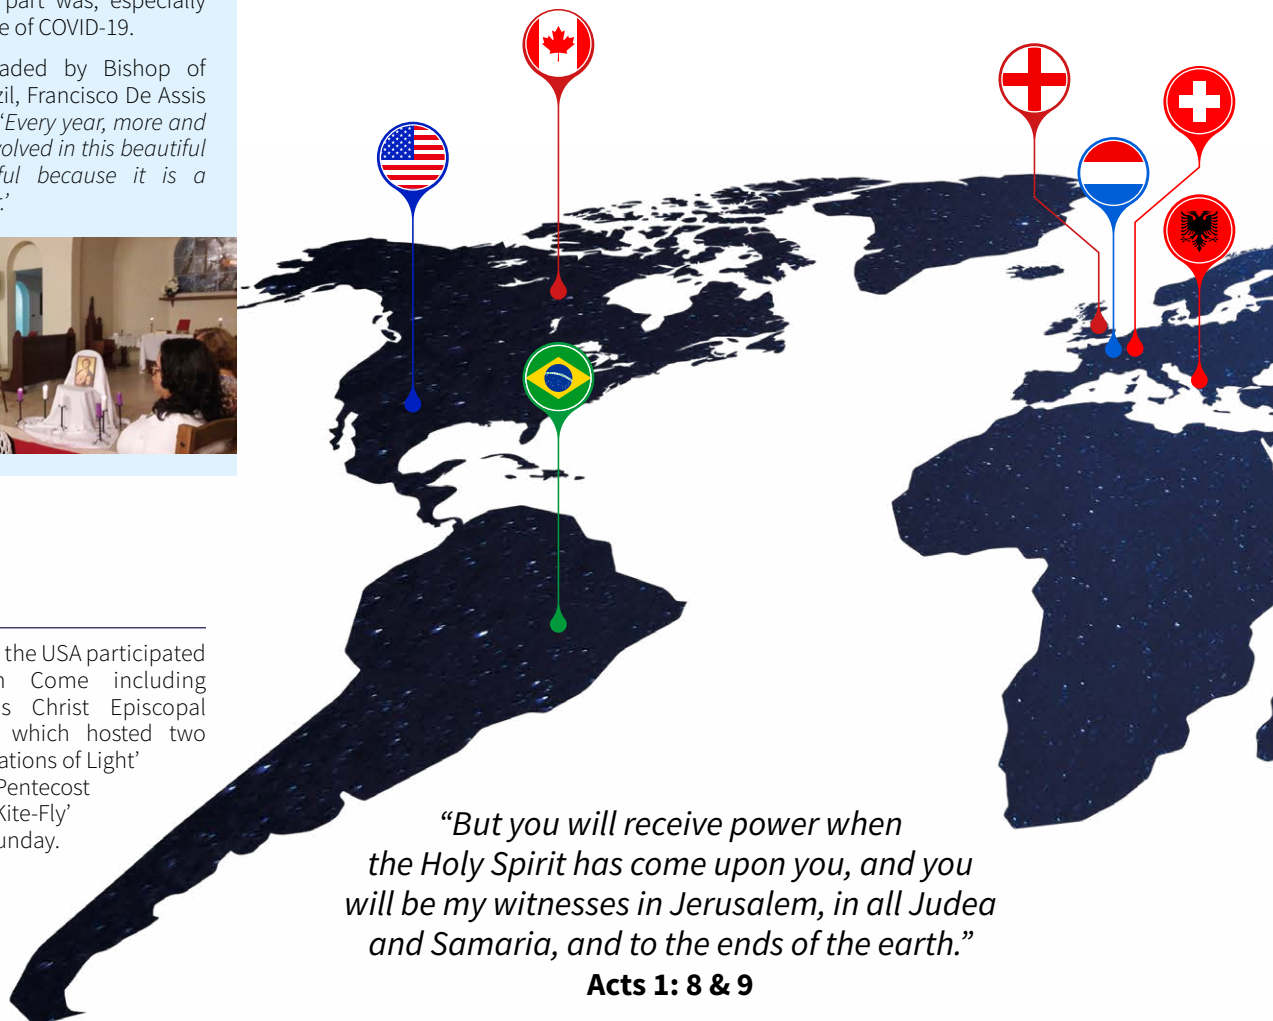 part was, especially
e of COVID-19.
aded by Bishop of
zil, Francisco De Assis
‘Every year, more and
volved in this beautiful
ful because it is a
r.’
the USA participated
n Come including
s Christ Episcopal
which hosted two
ations of Light’
Pentecost
Kite-Fly’
unday.
“But you will receive power when
the Holy Spirit has come upon you, and you
will be my witnesses in Jerusalem, in all Judea
and Samaria, and to the ends of the earth.”
Acts 1: 8 & 9